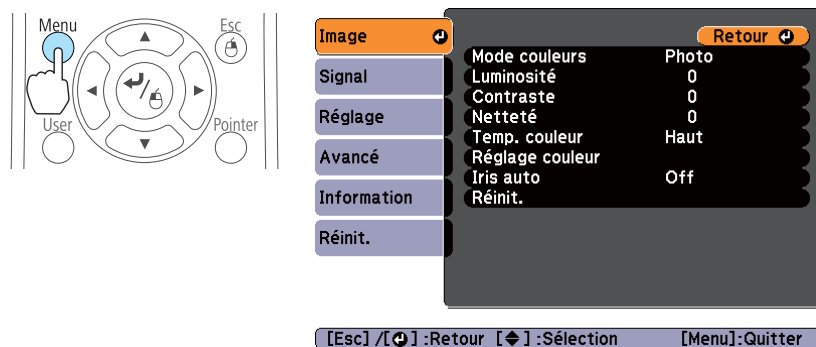 Menu
Esc
User
Pointer
Image
Signal
Réglage
Avancé
Information
Réinit.
Retour
Mode couleurs Photo
Luminosité 0
Contraste 0
Netteté 0
Temp. couleur Haut
Réglage couleur
Iris auto Off
Réinit.
[Esc] /[⏎] :Retour [◆] :Sélection [Menu]:Quitter